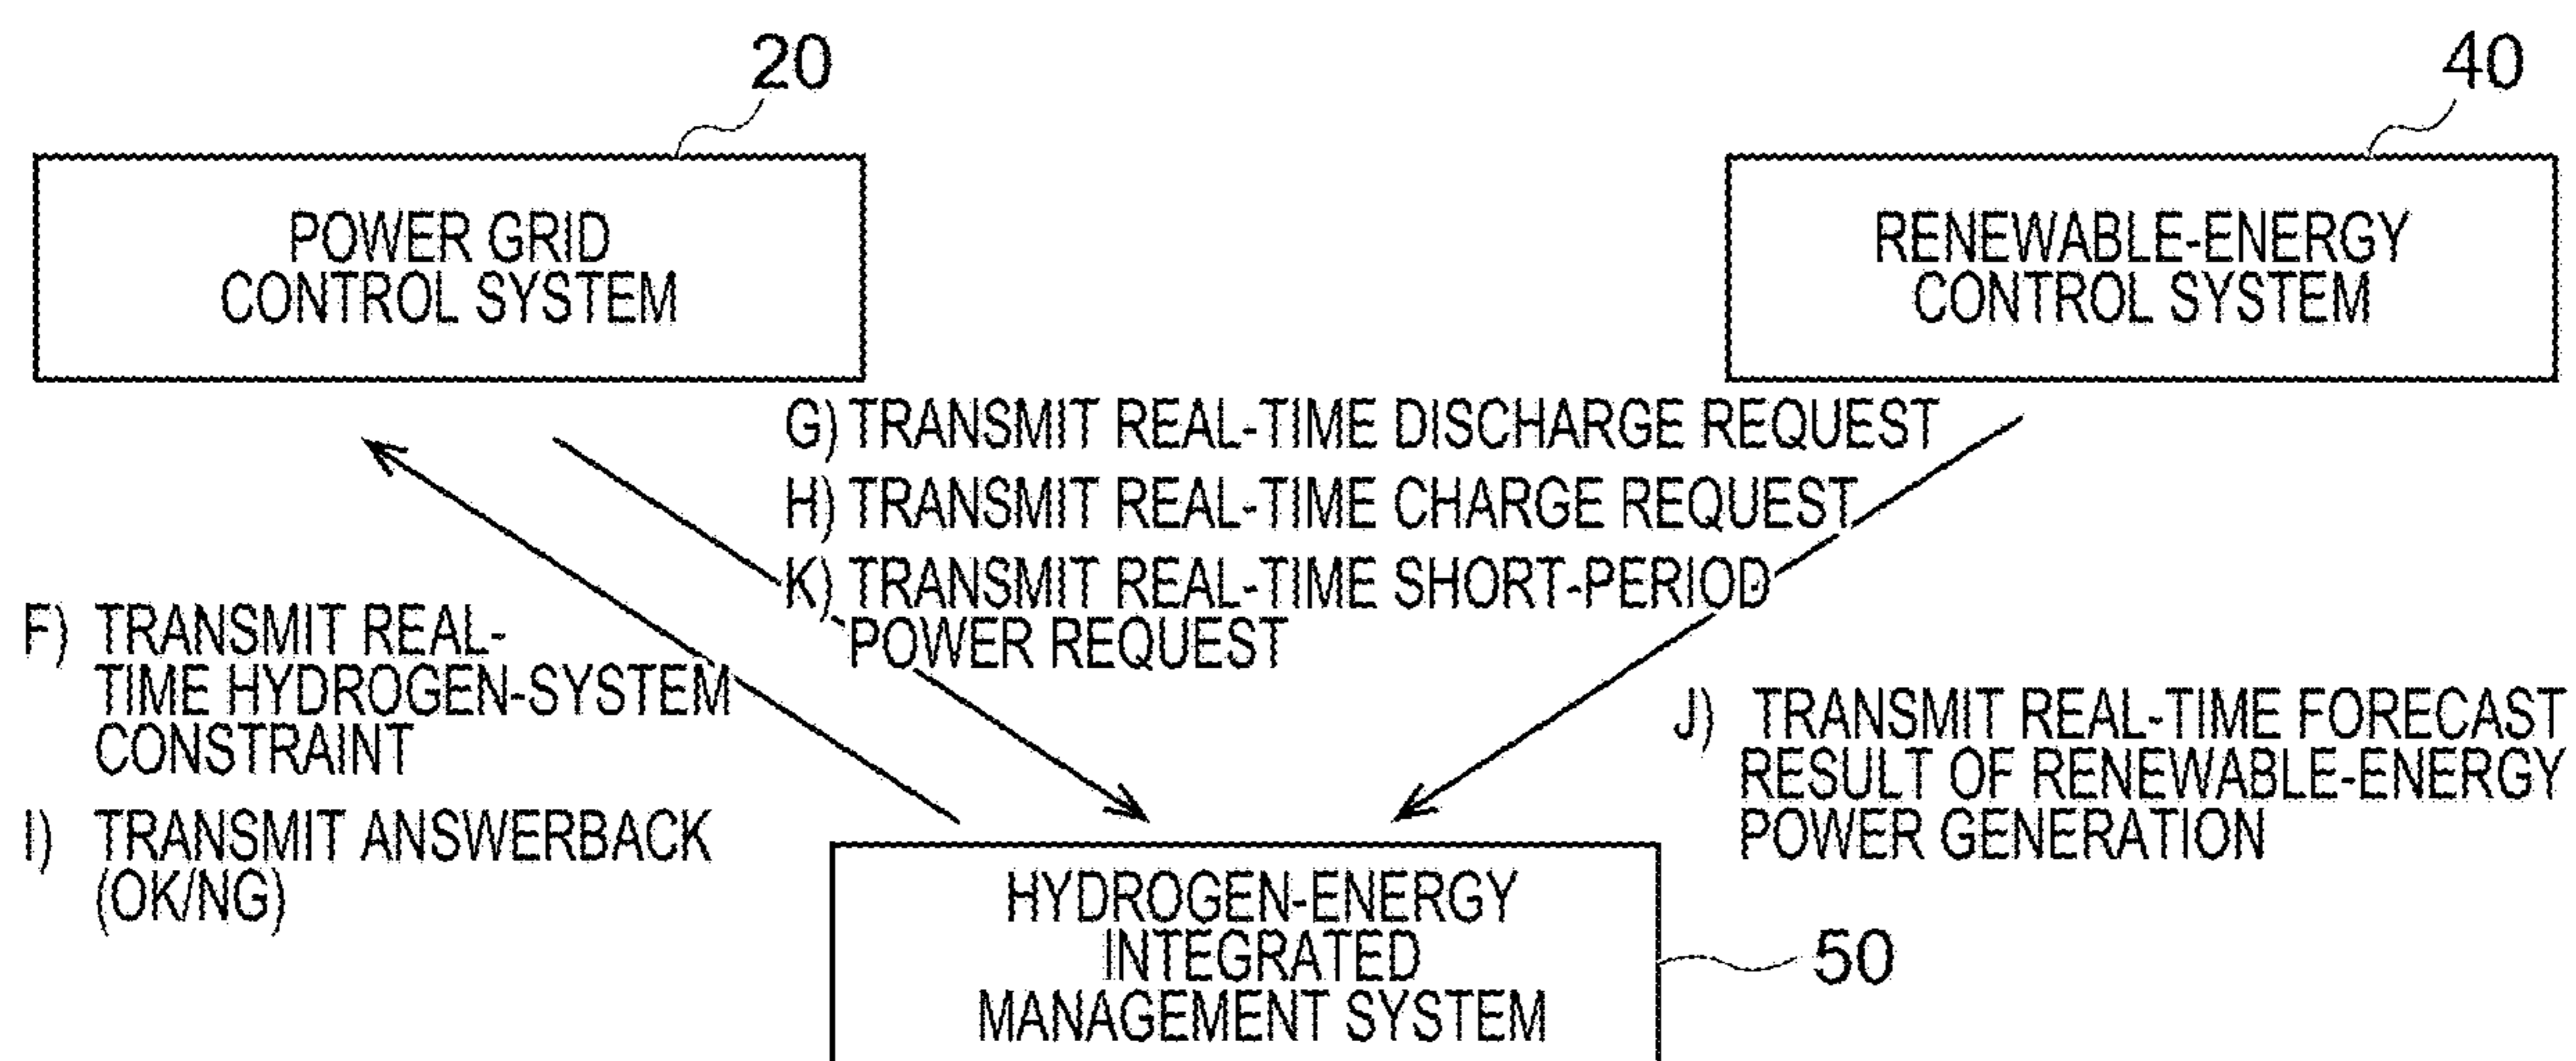 20
40
POWER GRID
CONTROL SYSTEM
RENEWABLE-ENERGY
CONTROL SYSTEM
G) TRANSMIT REAL-TIME DISCHARGE REQUEST
H) TRANSMIT REAL-TIME CHARGE REQUEST
K) TRANSMIT REAL-TIME SHORT-PERIOD
POWER REQUEST
F) TRANSMIT REAL-
TIME HYDROGEN-SYSTEM
CONSTRAINT
I) TRANSMIT ANSWERBACK
(OK/NG)
J) TRANSMIT REAL-TIME FORECAST
RESULT OF RENEWABLE-ENERGY
POWER GENERATION
HYDROGEN-ENERGY
INTEGRATED
MANAGEMENT SYSTEM
50